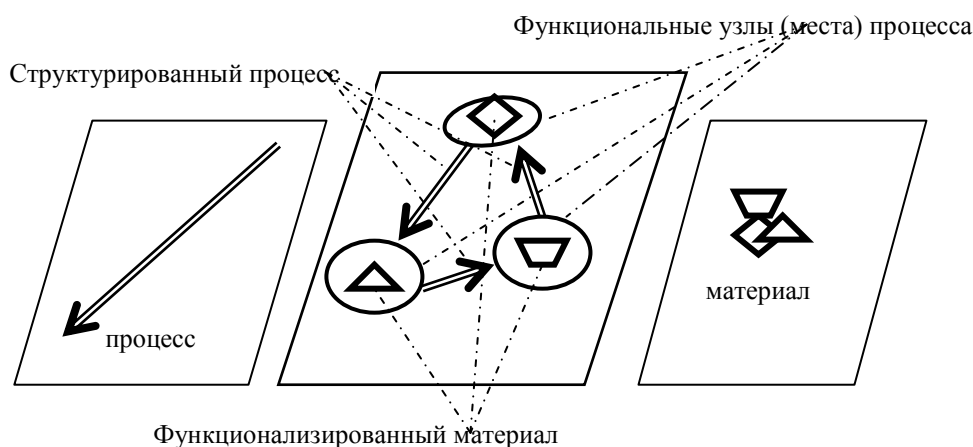 Функциональные узлы (места) процесса
Структурированный процесс
процесс
материал
Функционализированный материал